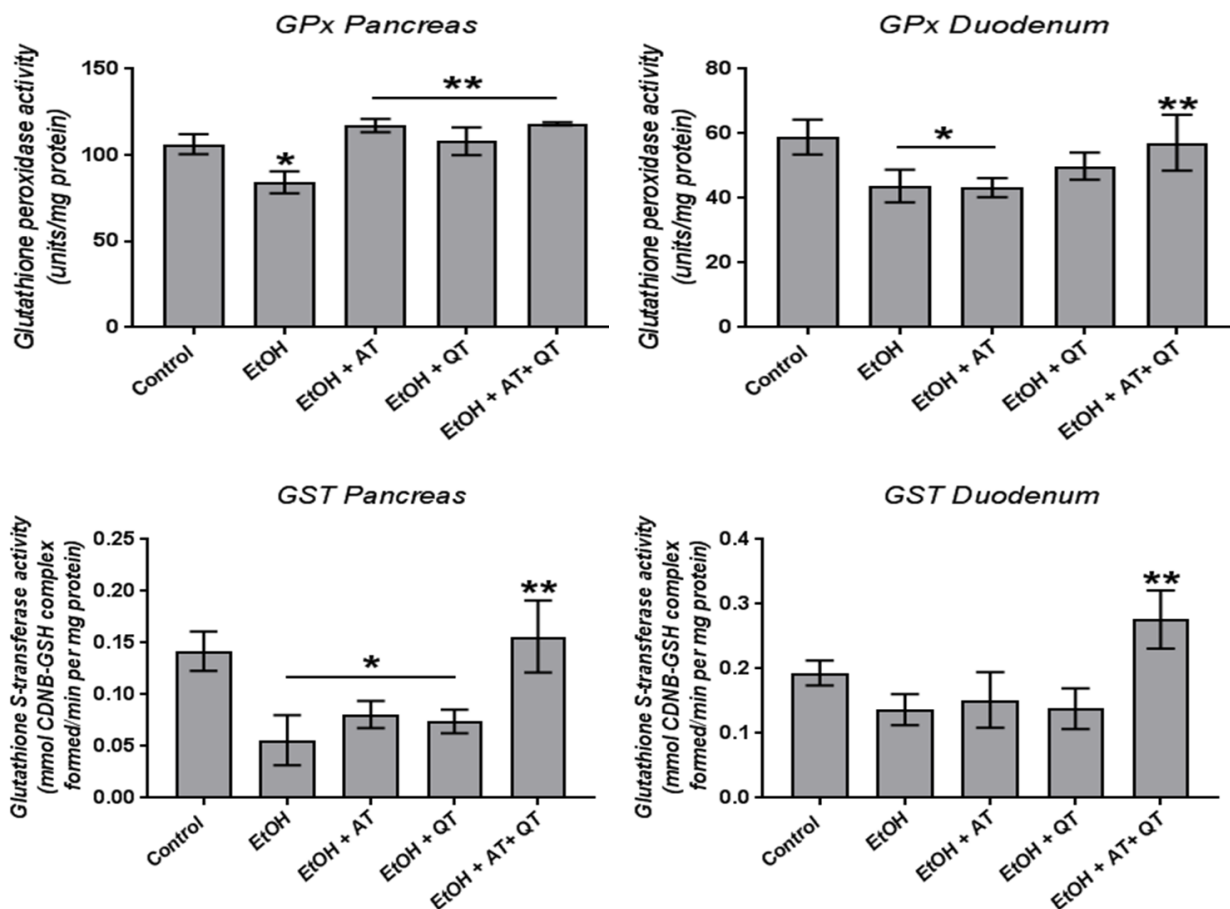 GPx Pancreas
Glutathione peroxidase activity
(units/mg protein)
150
100
50
0
**
*
Control
EtOH
EtOH + AT
EtOH + QT
EtOH + AT+ QT
GPx Duodenum
Glutathione peroxidase activity
(units/mg protein)
80
60
40
20
0
*
**
Control
EtOH
EtOH + AT
EtOH + QT
EtOH + AT+ QT
GST Pancreas
Glutathione S-transferase activity
(mmol CDNB-GSH complex
formed/min per mg protein)
0.25
0.20
0.15
0.10
0.05
0.00
*
**
Control
EtOH
EtOH + AT
EtOH + QT
EtOH + AT+ QT
GST Duodenum
Glutathione S-transferase activity
(mmol CDNB-GSH complex
formed/min per mg protein)
0.4
0.3
0.2
0.1
0.0
**
Control
EtOH
EtOH + AT
EtOH + QT
EtOH + AT+ QT